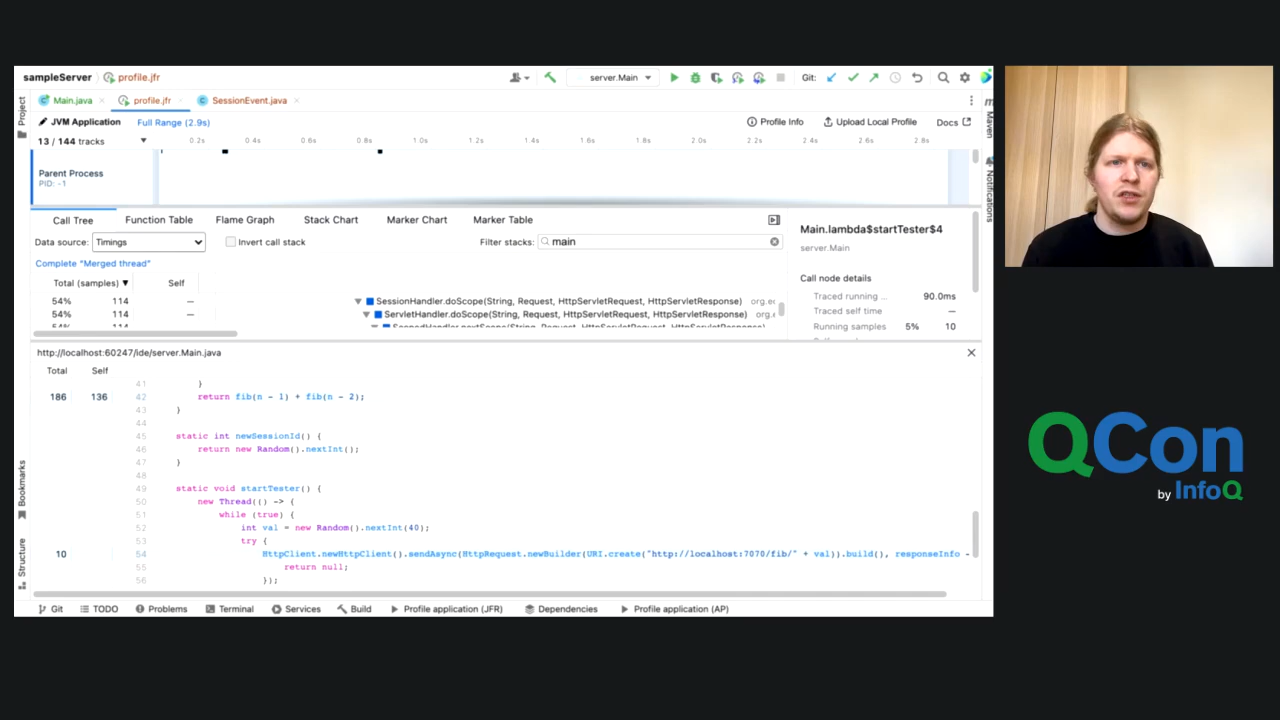 sampleServer profile.jfr server.Main Git:
Main.java profile.jfr SessionEvent.java
JVM Application Full Range (2.9s) Profile Info Upload Local Profile Docs
13 / 144 tracks 0.2s 0.4s 0.6s 0.8s 1.0s 1.2s 1.4s 1.6s 1.8s 2.0s 2.2s 2.4s 2.6s 2.8s
Project
Maven
Notifications
Bookmarks
Structure
Parent Process
PID: -1
Call Tree Function Table Flame Graph Stack Chart Marker Chart Marker Table
Data source: Timings Invert call stack Filter stacks: main
Complete "Merged thread"
Total (samples) Self
54% 114 — SessionHandler.doScope(String, Request, HttpServletRequest, HttpServletResponse)
54% 114 — ServletHandler.doScope(String, Request, HttpServletRequest, HttpServletResponse)
54% 114 ScopedHandler.nextScope(String, Request, HttpServletRequest, HttpServletResponse)
Main.lambda$startTester$4
server.Main
Call node details
Traced running ... 90.0ms
Traced self time —
Running samples 5% 10
http://localhost:60247/ide/server.Main.java
Total Self
41 }
186 136 42 return fib(n - 1) + fib(n - 2);
43 }
44
45 static int newSessionId() {
46 return new Random().nextInt();
47 }
48
49 static void startTester() {
50 new Thread(() -> {
51 while (true) {
52 int val = new Random().nextInt(40);
53 try {
10 54 HttpClient.newHttpClient().sendAsync(HttpRequest.newBuilder(URI.create("http://localhost:7070/fib/" + val)).build(), responseInfo -
55 return null;
56 });
Git TODO Problems Terminal Services Build Profile application (JFR) Dependencies Profile application (AP)
QCon
by InfoQ